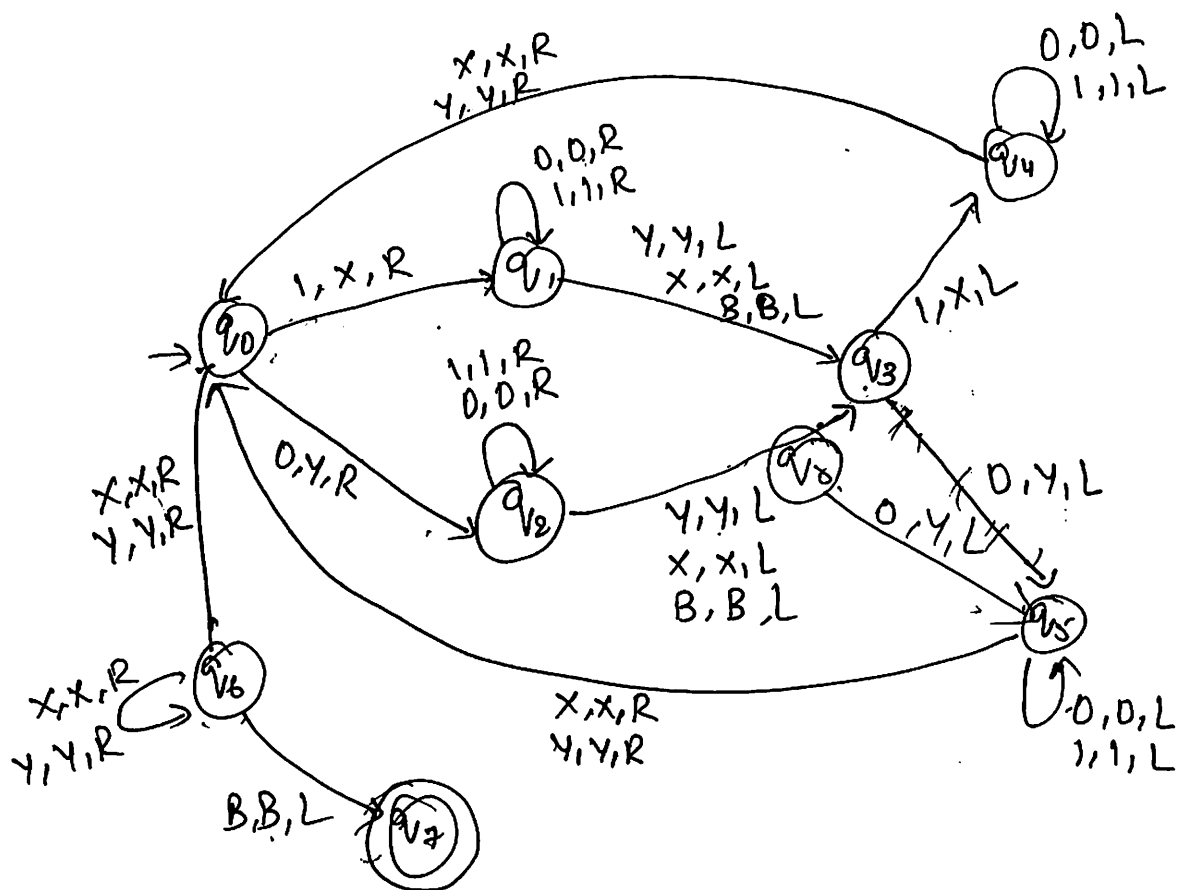 X, X, R
Y, Y, R
0, 0, L
1, 1, L
q4
0, 0, R
1, 1, R
q1
Y, Y, L
X, X, L
B, B, L
1, X, R
q0
1, X, L
q3
1, 1, R
0, 0, R
0, Y, R
q2
q8
0, Y, L
0, Y, L
Y, Y, L
X, X, L
B, B, L
X, X, R
Y, Y, R
q5
q6
X, X, R
Y, Y, R
X, X, R
Y, Y, R
0, 0, L
1, 1, L
B, B, L
q7